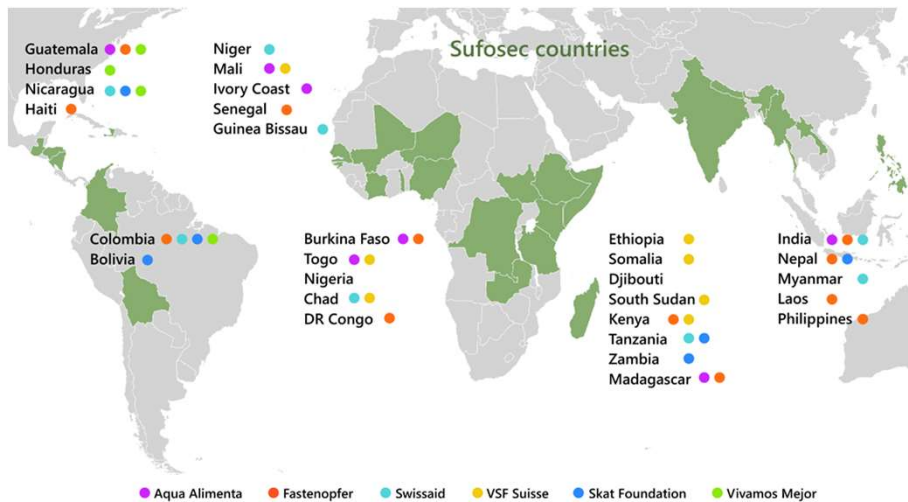 Sufosec countries
Guatemala
Honduras
Nicaragua
Haiti
Niger
Mali
Ivory Coast
Senegal
Guinea Bissau
Colombia
Bolivia
Burkina Faso
Togo
Nigeria
Chad
DR Congo
Ethiopia
Somalia
Djibouti
South Sudan
Kenya
Tanzania
Zambia
Madagascar
India
Nepal
Myanmar
Laos
Philippines
Aqua Alimenta Fastenopfer Swissaid VSF Suisse Skat Foundation Vivamos Mejor